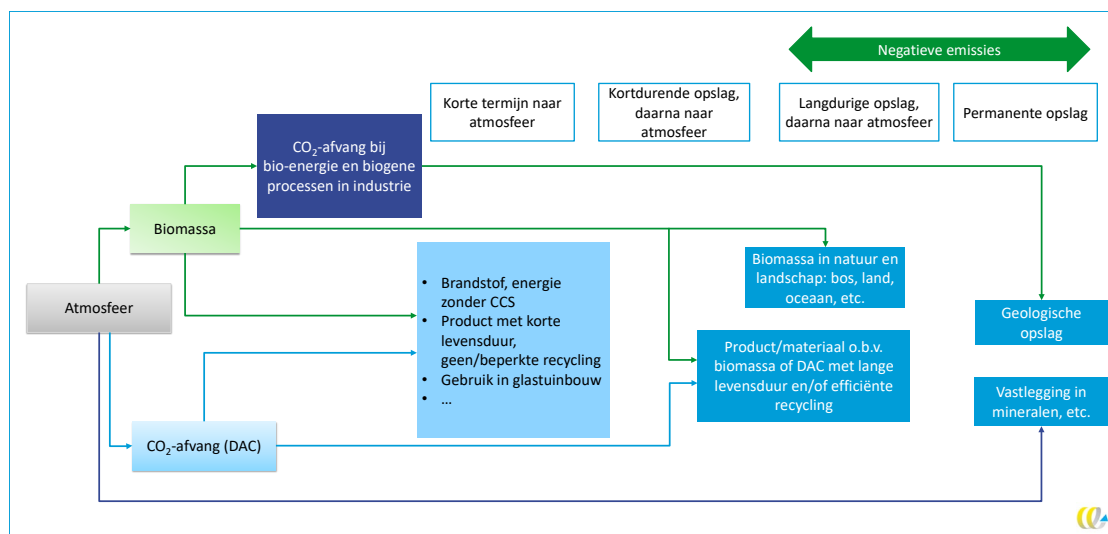 Negatieve emissies
Korte termijn naar
atmosfeer
Kortdurende opslag,
daarna naar
atmosfeer
Langdurige opslag,
daarna naar atmosfeer
Permanente opslag
CO₂-afvang bij
bio-energie en biogene
processen in industrie
Biomassa
Atmosfeer
CO₂-afvang (DAC)
• Brandstof, energie
zonder CCS
• Product met korte
levensduur,
geen/beperkte recycling
• Gebruik in glastuinbouw
• ...
Biomassa in natuur en
landschap: bos, land,
oceaan, etc.
Product/materiaal o.b.v.
biomassa of DAC met lange
levensduur en/of efficiënte
recycling
Geologische
opslag
Vastlegging in
mineralen, etc.